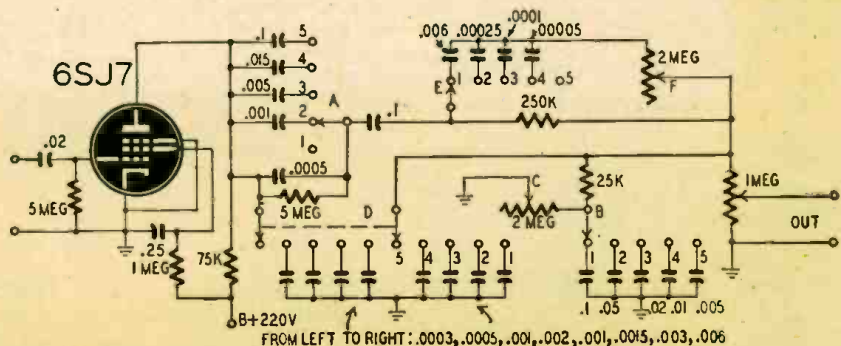 6SJ7
.02
5 MEG
.25
1 MEG
75K
B+220V
.1 5
.015 4
.005 3
.001 2
A
1
.0005
5 MEG
D
.1
.006 .00025 .0001 .00005
E 1 2 3 4 5
250K
2 MEG
F
25K
C
2 MEG
B
1 MEG
OUT
5 4 3 2 1
1 2 3 4 5
.1 .05 .02 .01 .005
FROM LEFT TO RIGHT: .0003, .0005, .001, .002, .001, .0015, .003, .006